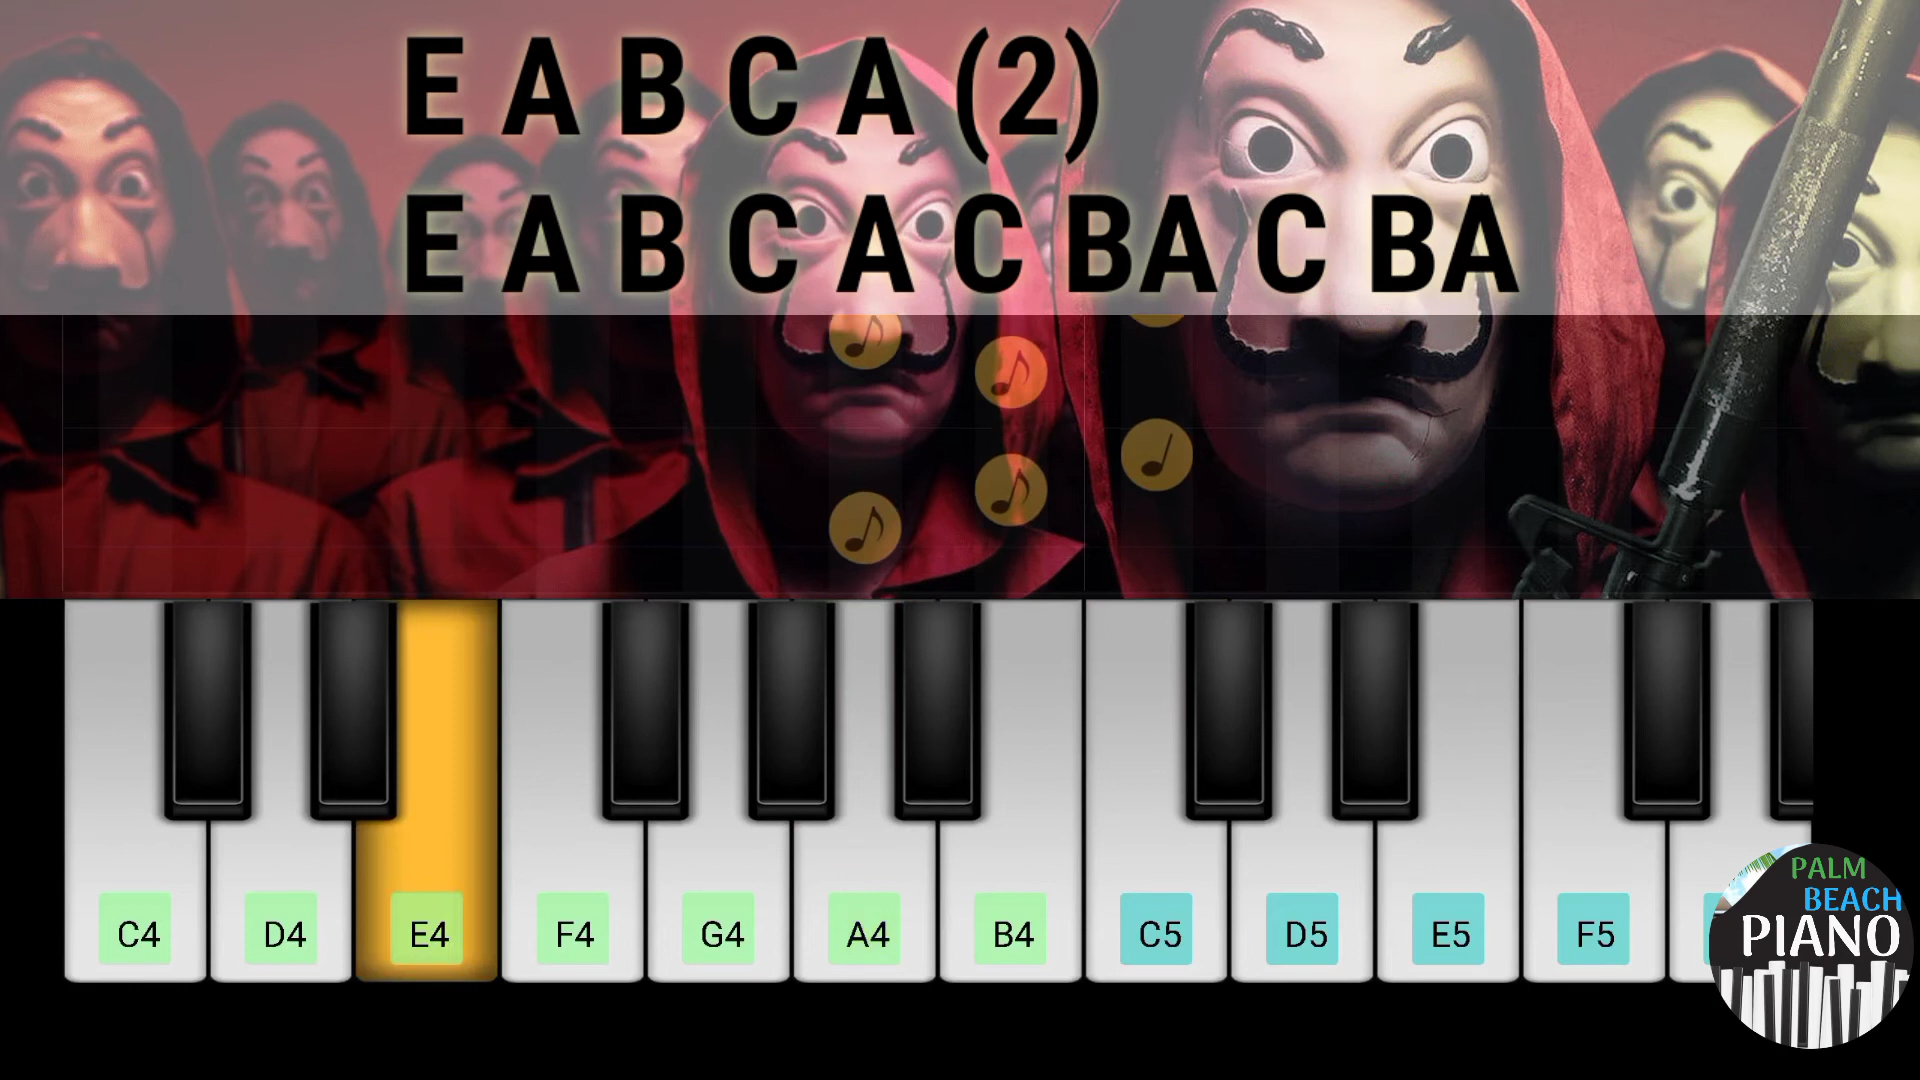 E A B C A (2)
E A B C A C BA C BA
C4 D4 E4 F4 G4 A4 B4 C5 D5 E5 F5
PALM
BEACH
PIANO